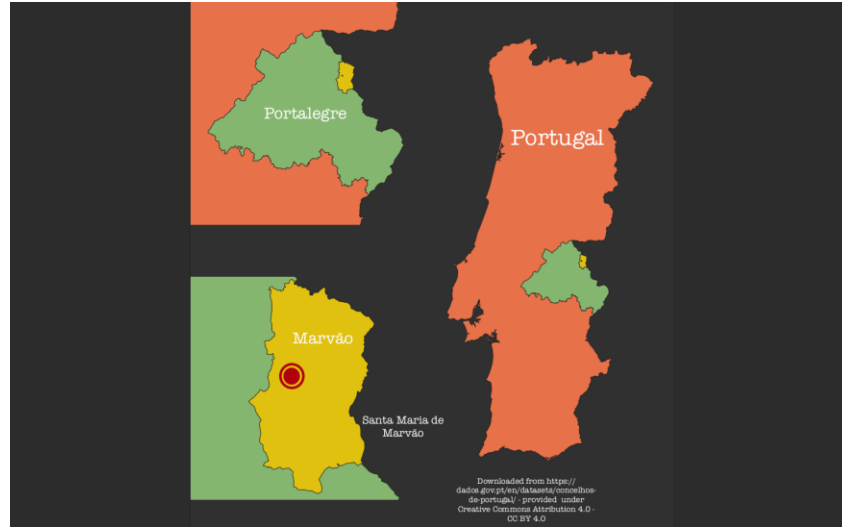 Portalegre
Portugal
Marvão
Santa Maria de
Marvão
Downloaded from https://
dados.gov.pt/en/datasets/concelhos-
de-portugal/ - provided under
Creative Commons Attribution 4.0 -
CC BY 4.0